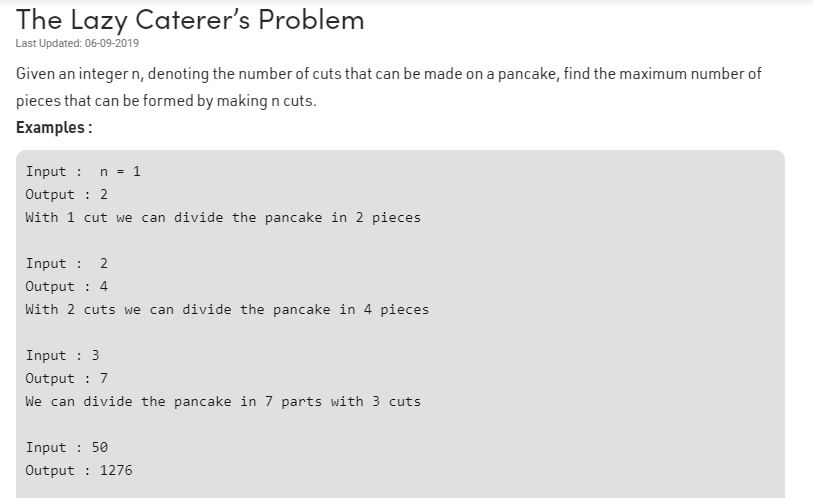 The Lazy Caterer’s Problem
Last Updated: 06-09-2019
Given an integer n, denoting the number of cuts that can be made on a pancake, find the maximum number of
pieces that can be formed by making n cuts.
Examples :
Input :  n = 1
Output : 2
With 1 cut we can divide the pancake in 2 pieces
Input :  2
Output : 4
With 2 cuts we can divide the pancake in 4 pieces
Input : 3
Output : 7
We can divide the pancake in 7 parts with 3 cuts
Input : 50
Output : 1276